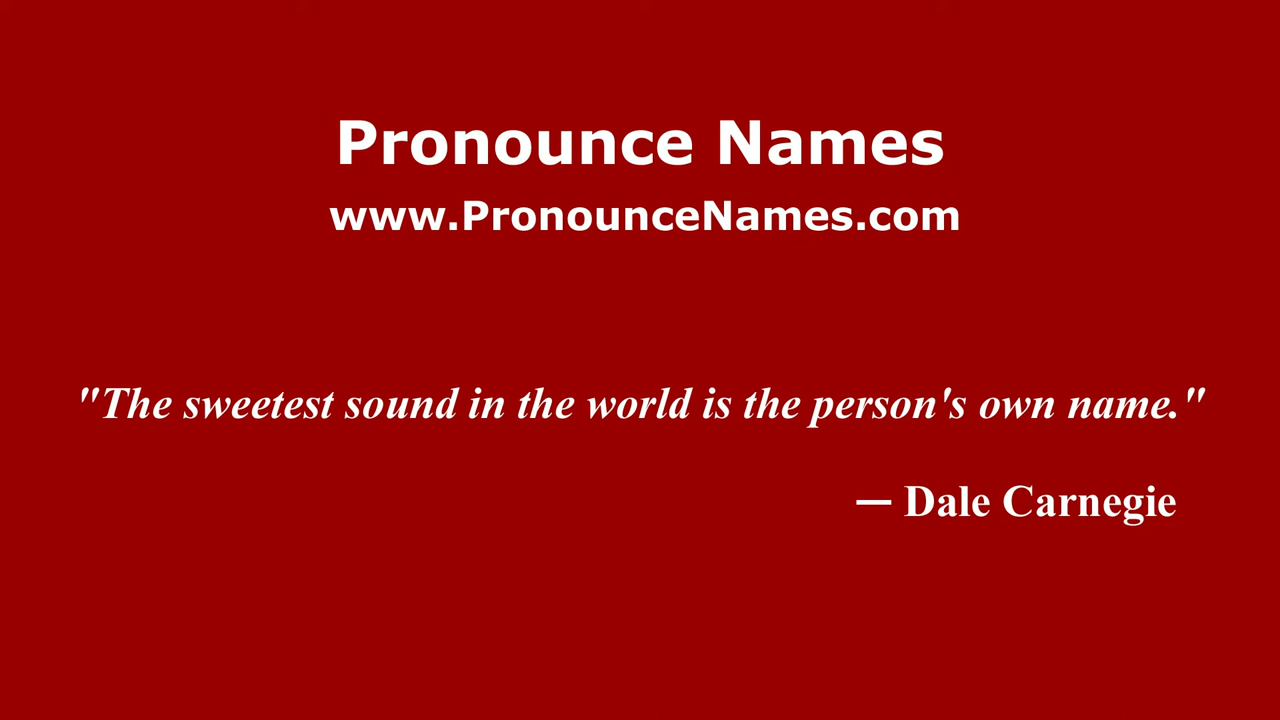 Pronounce Names
www.PronounceNames.com
"The sweetest sound in the world is the person's own name."
— Dale Carnegie